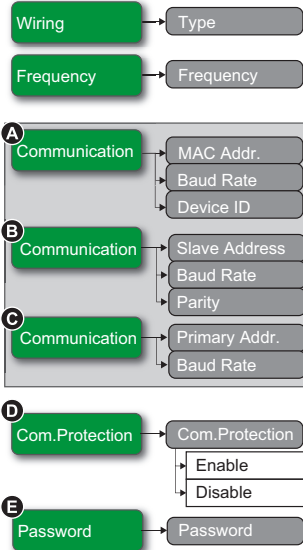 Wiring
Type
Frequency
Frequency
A
Communication
MAC Addr.
Baud Rate
Device ID
B
Communication
Slave Address
Baud Rate
Parity
C
Communication
Primary Addr.
Baud Rate
D
Com.Protection
Com.Protection
Enable
Disable
E
Password
Password